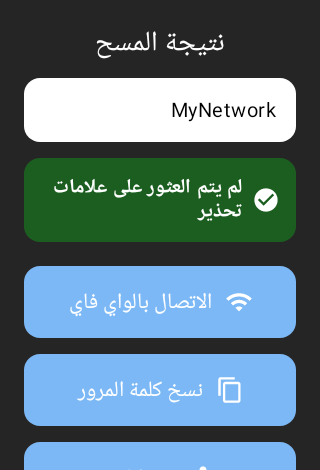 نتيجة المسح
MyNetwork
لم يتم العثور على علامات
تحذير
الاتصال بالواي فاي
نسخ كلمة المرور